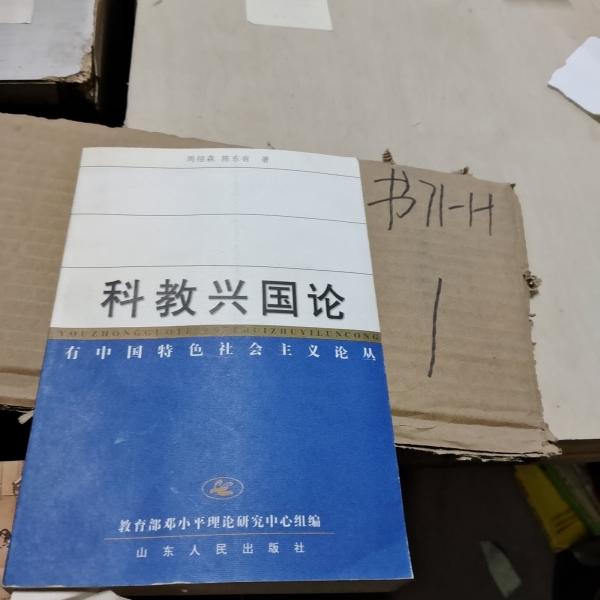 周绍森 陈东有 著
科教兴国论
有中国特色社会主义论丛
教育部邓小平理论研究中心组编
山东人民出版社
书71-H
1